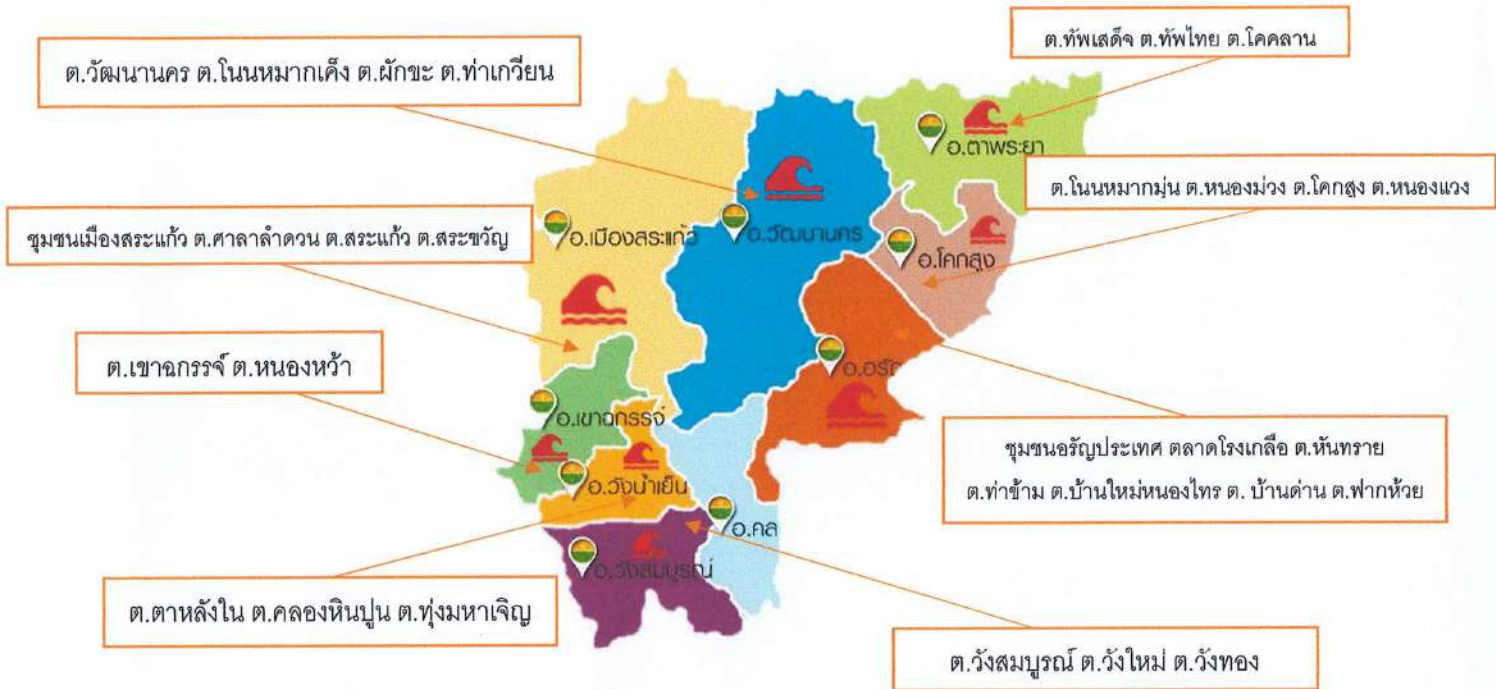 ต.ทัพเสด็จ ต.ทัพไทย ต.โคคลาน
ต.วัฒนานคร ต.โนนหมากเค็ง ต.ผักขะ ต.ท่าเกวียน
อ.ตาพระยา
ต.โนนหมากมุ่น ต.หนองม่วง ต.โคกสูง ต.หนองแวง
ชุมชนเมืองสระแก้ว ต.ศาลาลำดวน ต.สระแก้ว ต.สระขวัญ
อ.เมืองสระแก้ว
อ.วัฒนานคร
อ.โคกสูง
ต.เขาฉกรรจ์ ต.หนองหว้า
อ.อรัญ
อ.เขาฉกรรจ์
ชุมชนอรัญประเทศ ตลาดโรงเกลือ ต.หันทราย
ต.ท่าข้าม ต.บ้านใหม่หนองไทร ต. บ้านด่าน ต.ฟากห้วย
อ.วังน้ำเย็น
อ.คล
อ.วังสมบูรณ์
ต.ตาหลังใน ต.คลองหินปูน ต.ทุ่งมหาเจิญ
ต.วังสมบูรณ์ ต.วังใหม่ ต.วังทอง